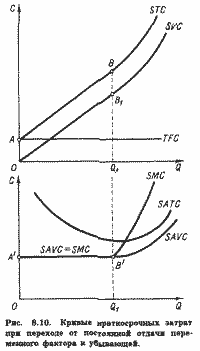 C
STC
SVC
B
B₁
A
TFC
O
Q₁
Q
C
SMC
SATC
SAVC
SAVC=SMC
A'
B'
O
Q₁
Q
Рис. 8.10. Кривые краткосрочных затрат
при переходе от постоянной отдачи пере-
менного фактора к убывающей.